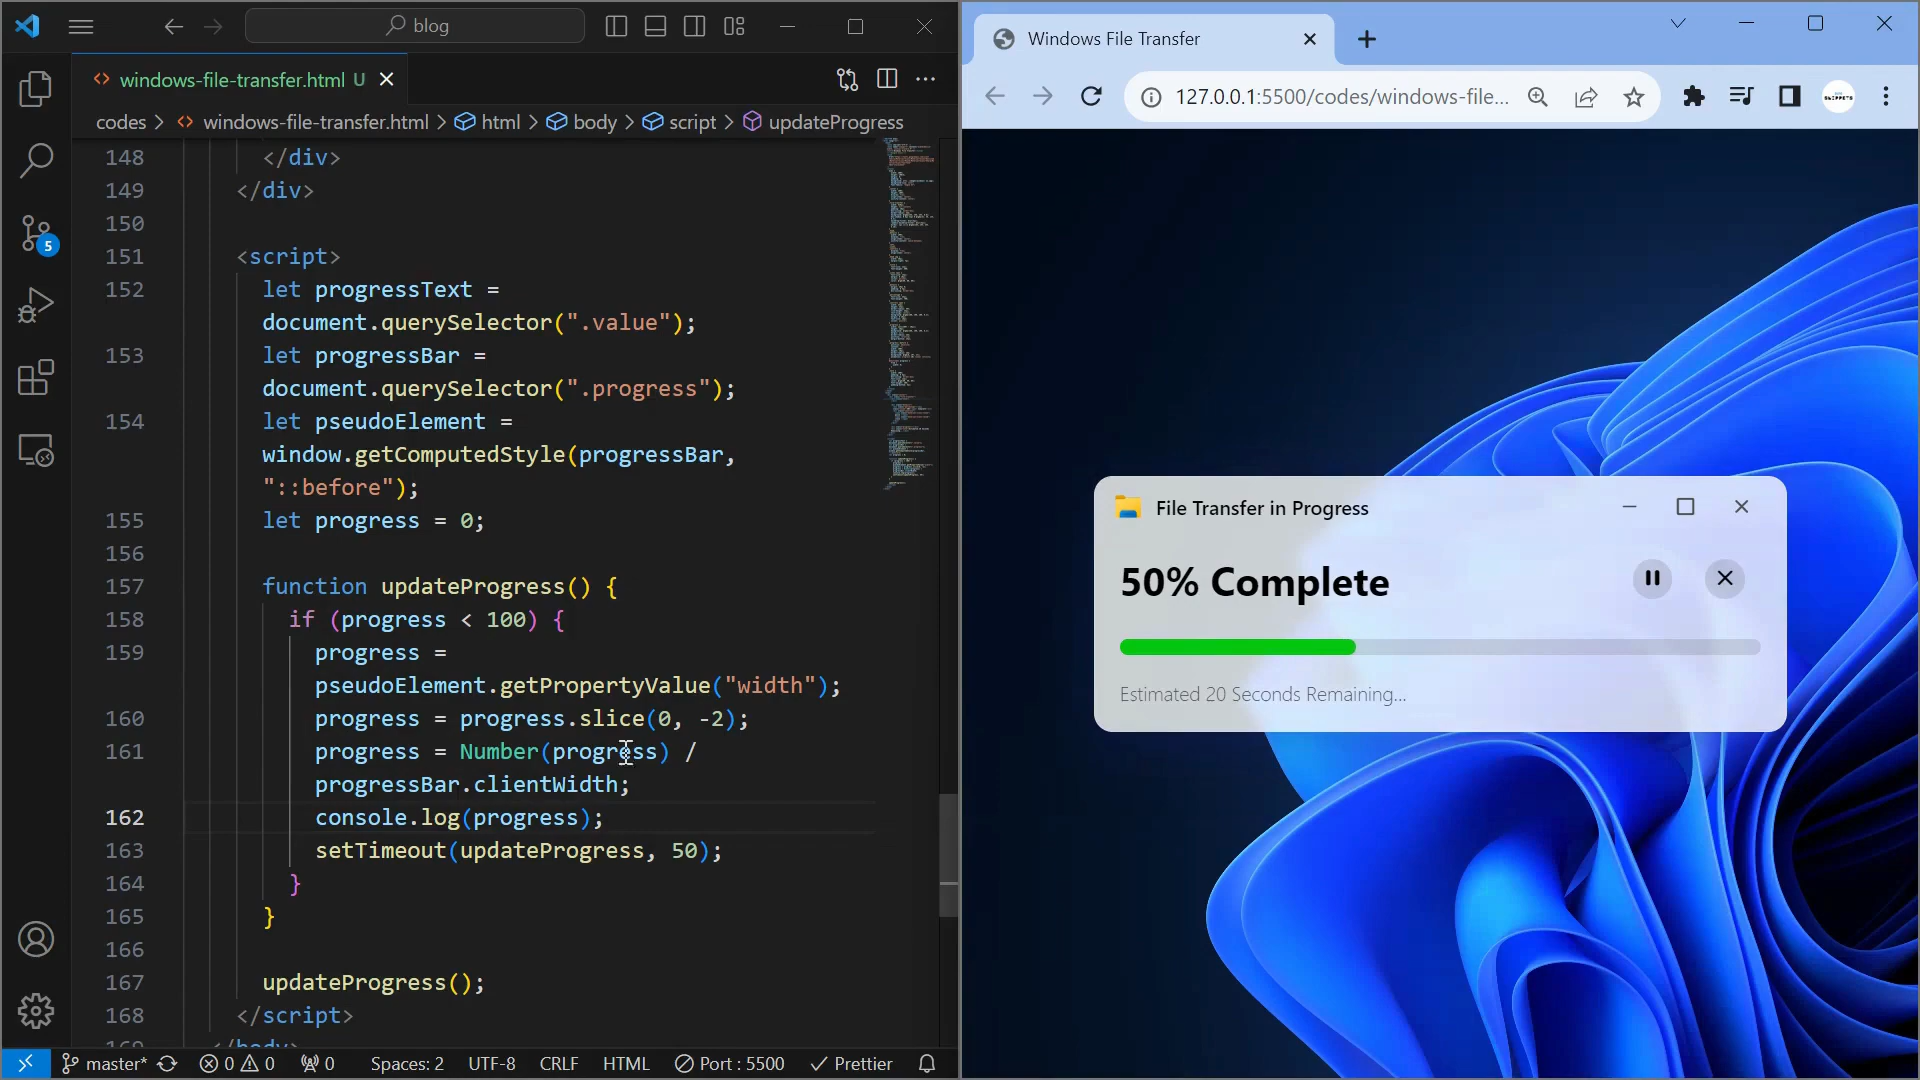 blog
windows-file-transfer.html U
codes > windows-file-transfer.html > html > body > script > updateProgress
148 </div>
149 </div>
150
151 <script>
152 let progressText =
document.querySelector(".value");
153 let progressBar =
document.querySelector(".progress");
154 let pseudoElement =
window.getComputedStyle(progressBar,
"::before");
155 let progress = 0;
156
157 function updateProgress() {
158 if (progress < 100) {
159 progress =
pseudoElement.getPropertyValue("width");
160 progress = progress.slice(0, -2);
161 progress = Number(progress) /
progressBar.clientWidth;
162 console.log(progress);
163 setTimeout(updateProgress, 50);
164 }
165 }
166
167 updateProgress();
168 </script>
</body>
5
master* 0 0 0 Spaces: 2 UTF-8 CRLF HTML Port : 5500 Prettier
Windows File Transfer
127.0.0.1:5500/codes/windows-file...
File Transfer in Progress
50% Complete
Estimated 20 Seconds Remaining...